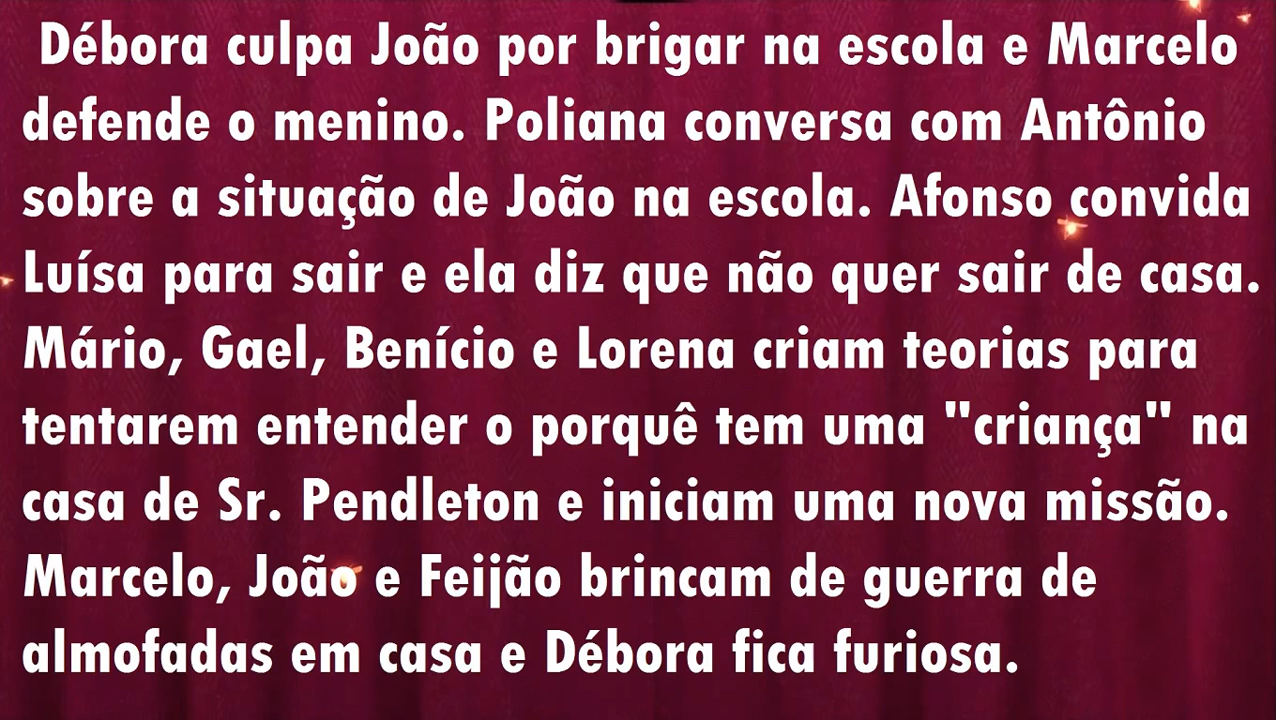 Débora culpa João por brigar na escola e Marcelo
defende o menino. Poliana conversa com Antônio
sobre a situação de João na escola. Afonso convida
Luísa para sair e ela diz que não quer sair de casa.
Mário, Gael, Benício e Lorena criam teorias para
tentarem entender o porquê tem uma "criança" na
casa de Sr. Pendleton e iniciam uma nova missão.
Marcelo, João e Feijão brincam de guerra de
almofadas em casa e Débora fica furiosa.